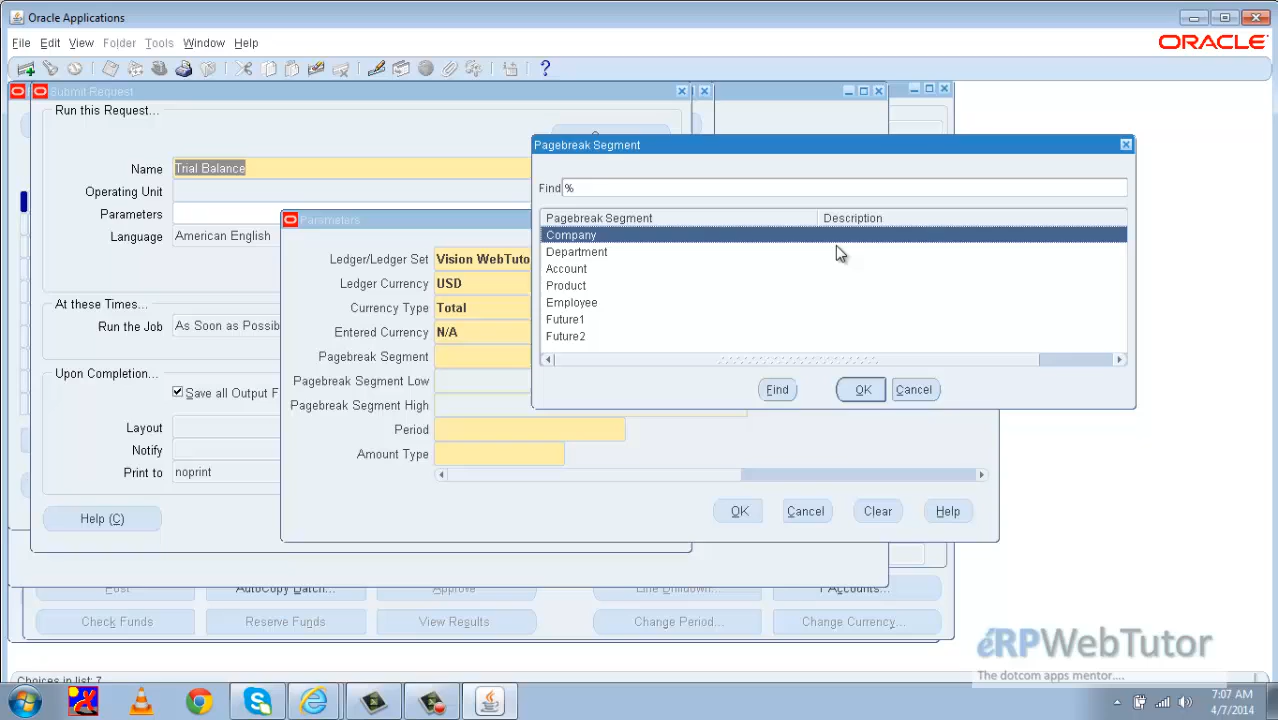 Oracle Applications
File Edit View Folder Tools Window Help
ORACLE
Submit Request
Run this Request...
Name Trial Balance
Operating Unit
Parameters
Language American English
At these Times...
Run the Job As Soon as Possib
Upon Completion...
Save all Output F
Layout
Notify
Print to noprint
Help (C)
Parameters
Ledger/Ledger Set Vision WebTuto
Ledger Currency USD
Currency Type Total
Entered Currency N/A
Pagebreak Segment
Pagebreak Segment Low
Pagebreak Segment High
Period
Amount Type
OK Cancel Clear Help
Pagebreak Segment
Find %
Pagebreak Segment Description
Company
Department
Account
Product
Employee
Future1
Future2
Find OK Cancel
Post AutoCopy Batch... Approve Line Drilldown... T Accounts...
Check Funds Reserve Funds View Results Change Period... Change Currency...
eRPWebTutor
The dotcom apps mentor....
Choices in list: 7
7:07 AM
4/7/2014